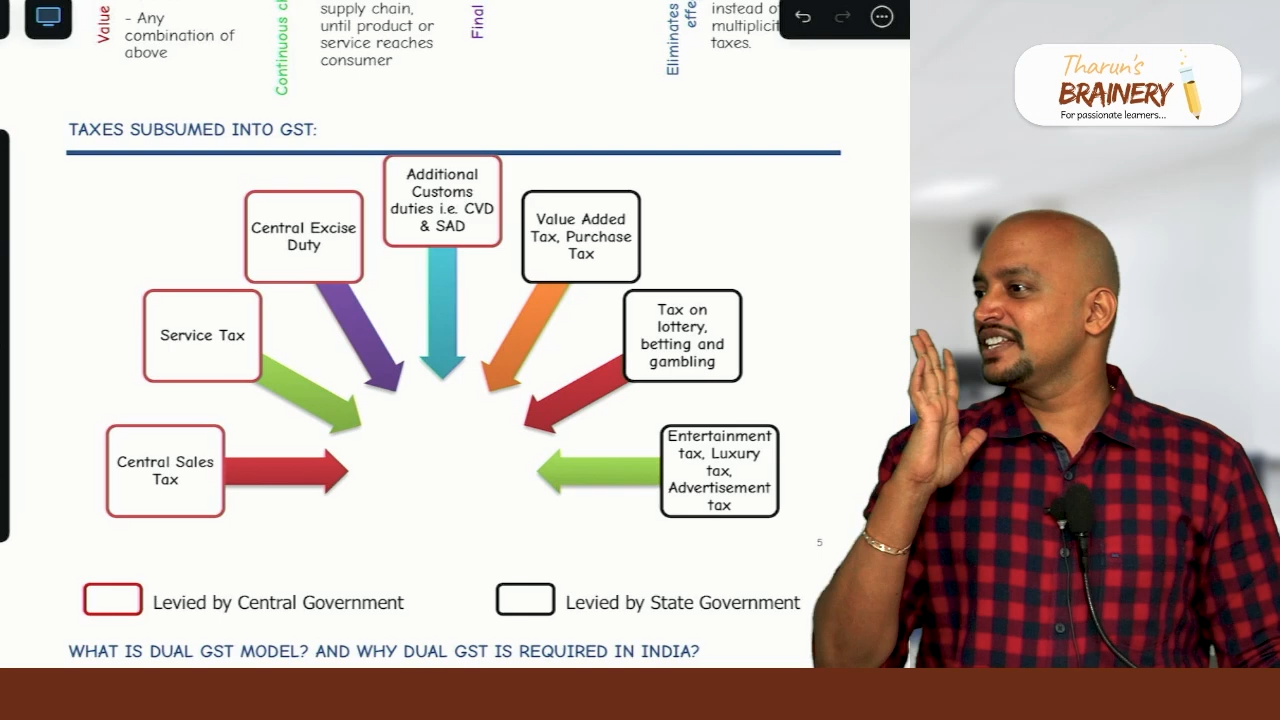 Value
- Any
combination of
above
Continuous
supply chain,
until product or
service reaches
consumer
Final
Eliminates
instead
multiplicit
taxes.
Tharun's
BRAINERY
For passionate learners...
TAXES SUBSUMED INTO GST:
Additional
Customs
duties i.e. CVD
& SAD
Central Excise
Duty
Value Added
Tax, Purchase
Tax
Service Tax
Tax on
lottery,
betting and
gambling
Central Sales
Tax
Entertainment
tax, Luxury
tax,
Advertisement
tax
5
Levied by Central Government
Levied by State Government
WHAT IS DUAL GST MODEL? AND WHY DUAL GST IS REQUIRED IN INDIA?